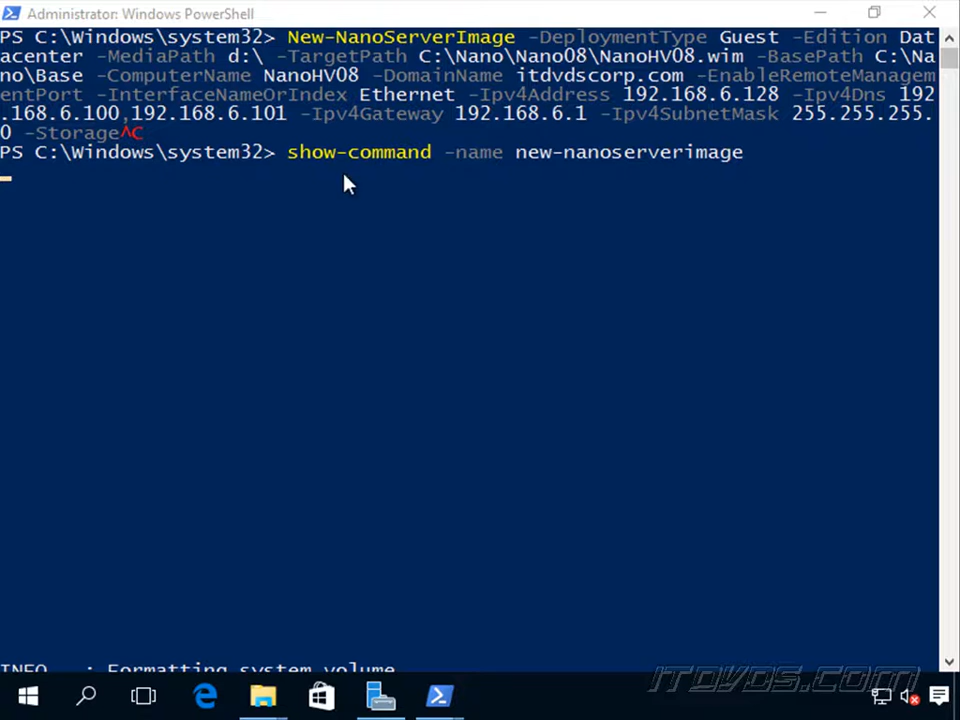 Administrator: Windows PowerShell
PS C:\Windows\system32> New-NanoServerImage -DeploymentType Guest -Edition Dat
acenter -MediaPath d:\ -TargetPath C:\Nano\Nano08\NanoHV08.wim -BasePath C:\Na
no\Base -ComputerName NanoHV08 -DomainName itdvdscorp.com -EnableRemoteManagem
entPort -InterfaceNameOrIndex Ethernet -Ipv4Address 192.168.6.128 -Ipv4Dns 192
.168.6.100,192.168.6.101 -Ipv4Gateway 192.168.6.1 -Ipv4SubnetMask 255.255.255.
0 -Storage^C
PS C:\Windows\system32> show-command -name new-nanoserverimage
INFO   : Formatting system volume
ITDVDS.COM